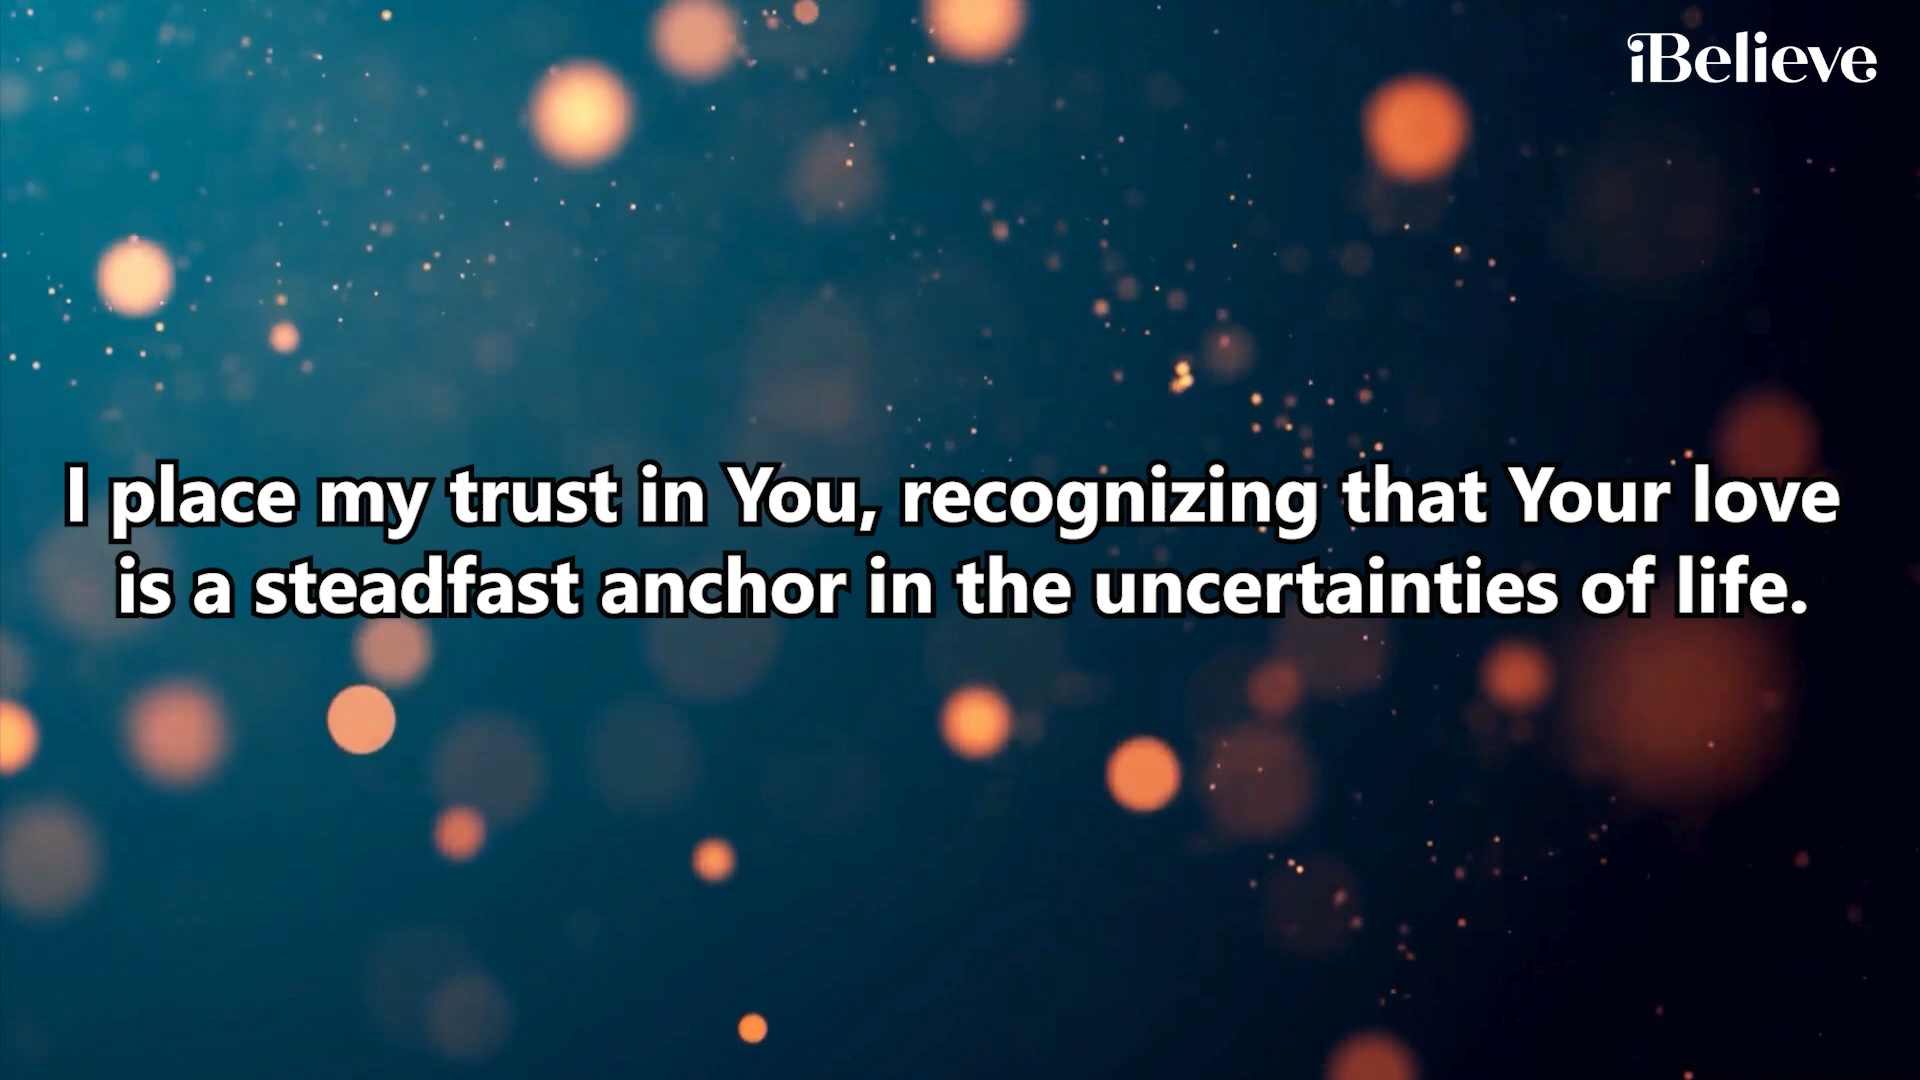 iBelieve
I place my trust in You, recognizing that Your love
is a steadfast anchor in the uncertainties of life.